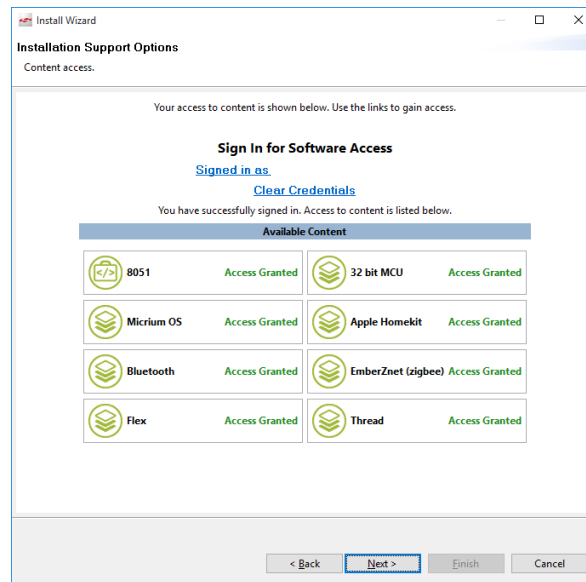 Install Wizard
Installation Support Options
Content access.
Your access to content is shown below. Use the links to gain access.
Sign In for Software Access
Signed in as
Clear Credentials
You have successfully signed in. Access to content is listed below.
Available Content
8051 Access Granted
32 bit MCU Access Granted
Micrium OS Access Granted
Apple Homekit Access Granted
Bluetooth Access Granted
EmberZnet (zigbee) Access Granted
Flex Access Granted
Thread Access Granted
< Back Next > Finish Cancel